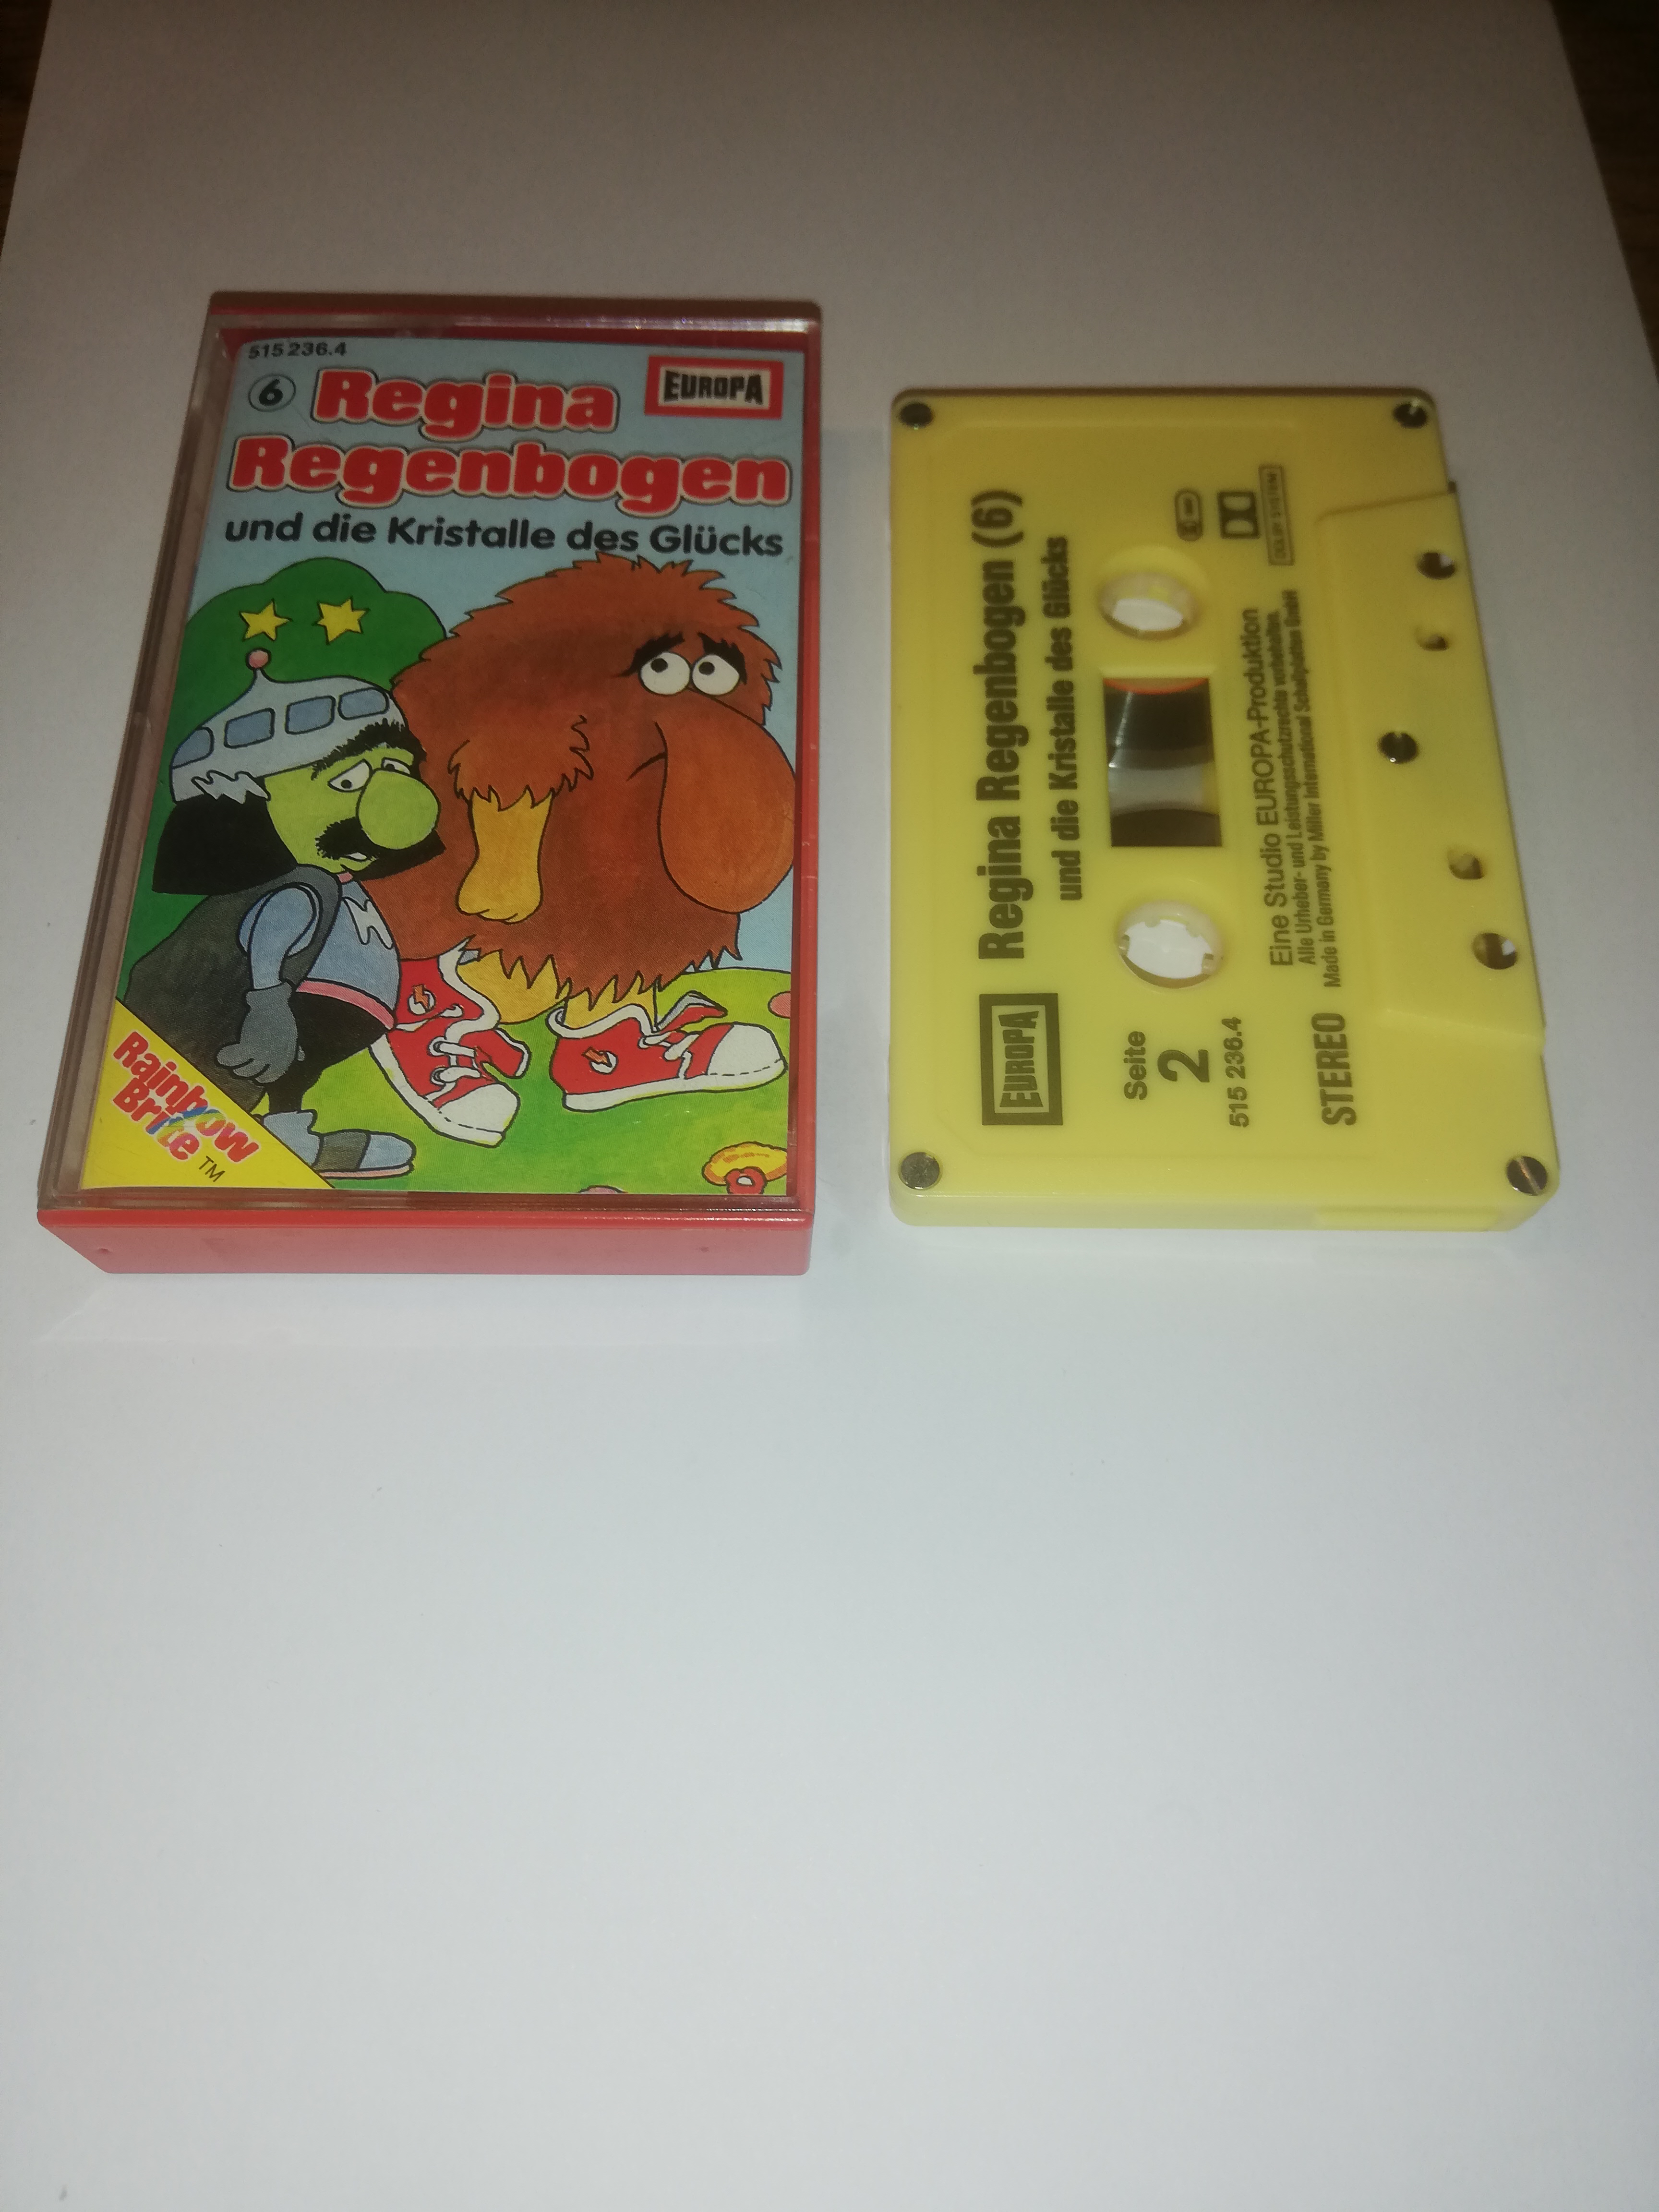 515 236.4
6 Regina
EUROPA
Regenbogen
und die Kristalle des Glücks
Rainbow
Brite
TM
Regina Regenbogen (6)
und die Kristalle des Glücks
EUROPA
Seite
2
515 236.4
DOLBY SYSTEM
Eine Studio EUROPA-Produktion
Alle Urheber- und Leistungsschutzrechte vorbehalten.
Made in Germany by Miller International Schallplatten GmbH
STEREO